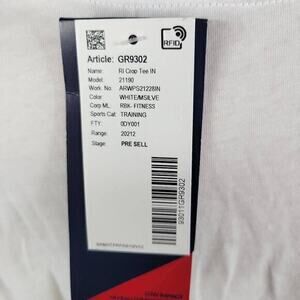 RFID
Article: GR9302
Name: RI Crop Tee IN
Model: 21190
Work. No. ARWPS21228IN
Color: WHITE/MSILVE
Corp ML. RBK- FITNESS
Sports Cat: TRAINING
FTY: 0DY001
Range: 20212
Stage: PRE SELL
93011GR9302